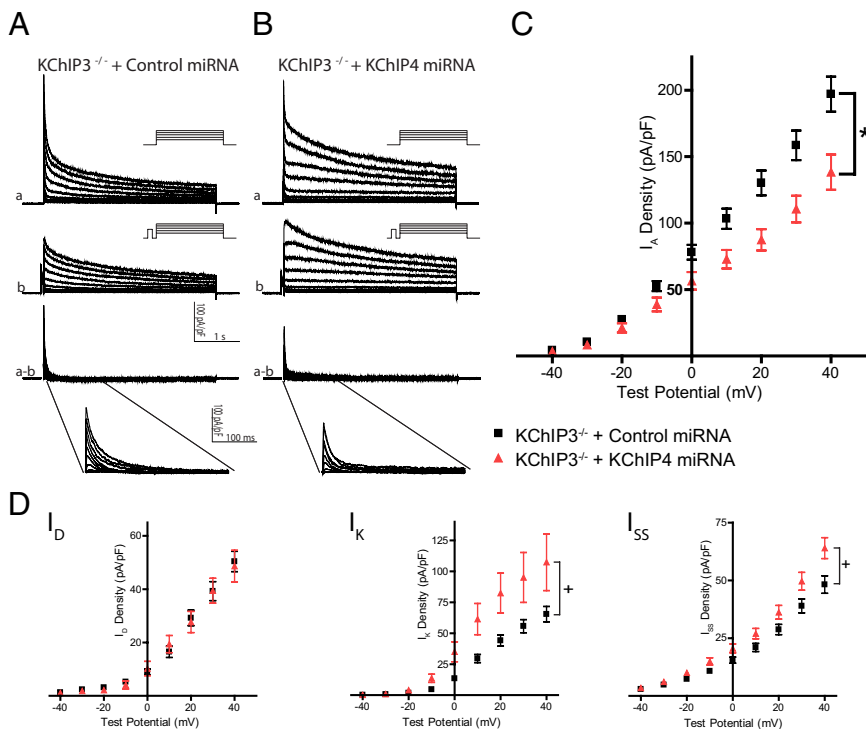 A
B
C
KChIP3 -/- + Control miRNA
KChIP3 -/- + KChIP4 miRNA
a
a
b
b
100 pA/pF
1 s
a-b
a-b
100 pA/pF
100 ms
200
150
100
50
I_A Density (pA/pF)
*
-40 -20 0 20 40
Test Potential (mV)
KChIP3-/- + Control miRNA
KChIP3-/- + KChIP4 miRNA
D
I_D
60
40
20
I_D Density (pA/pF)
-40 -20 0 20 40
Test Potential (mV)
I_K
125
100
75
50
25
I_K Density (pA/pF)
+
-40 -20 0 20 40
Test Potential (mV)
I_SS
75
50
25
I_SS Density (pA/pF)
+
-40 -20 0 20 40
Test Potential (mV)